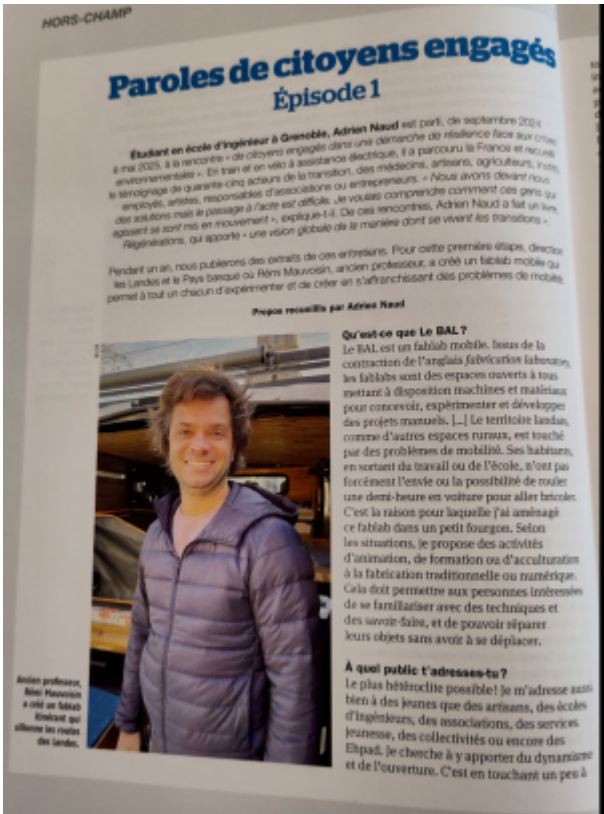 HORS-CHAMP
Paroles de citoyens engagés
Épisode 1
Étudiant en école d'ingénieur à Grenoble, Adrien Naud est parti, de septembre 2024
à mai 2025, à la rencontre « de citoyens engagés dans une démarche de résilience face aux crises
environnementales ». En train et en vélo à assistance électrique, il a parcouru la France et recueilli
le témoignage de quarante-cinq acteurs de la transition, des médecins, artisans, agriculteurs,
employés, artistes, responsables d'associations ou entrepreneurs. « Nous avons devant nous
des solutions mais le passage à l'acte est difficile. Je voulais comprendre comment ces gens qui
agissent se sont mis en mouvement », explique-t-il. De ces rencontres, Adrien Naud a fait un livre,
Régénérations, qui apporte « une vision globale de la manière dont se vivent les transitions ».
Pendant un an, nous publierons des extraits de ces entretiens. Pour cette première étape, direction
les Landes et le Pays basque où Rémi Mauvoisin, ancien professeur, a créé un fablab mobile qui
permet à tout un chacun d'expérimenter et de créer en s'affranchissant des problèmes de mobilité.
Propos recueillis par Adrien Naud
Qu'est-ce que Le BAL ?
Le BAL est un fablab mobile. Issus de la
contraction de l'anglais fabrication laboratory,
les fablabs sont des espaces ouverts à tous
mettant à disposition machines et matériaux
pour concevoir, expérimenter et développer
des projets manuels. [...] Le territoire landais,
comme d'autres espaces ruraux, est touché
par des problèmes de mobilité. Ses habitants,
en sortant du travail ou de l'école, n'ont pas
forcément l'envie ou la possibilité de rouler
une demi-heure en voiture pour aller bricoler.
C'est la raison pour laquelle j'ai aménagé
ce fablab dans un petit fourgon. Selon
les situations, je propose des activités
d'animation, de formation ou d'acculturation
à la fabrication traditionnelle ou numérique.
Cela doit permettre aux personnes intéressées
de se familiariser avec des techniques et
des savoir-faire, et de pouvoir réparer
leurs objets sans avoir à se déplacer.
À quel public t'adresses-tu ?
Le plus hétéroclite possible ! Je m'adresse aussi
bien à des jeunes que des artisans, des écoles
d'ingénieurs, des associations, des services
jeunesse, des collectivités ou encore des
Ehpad. Je cherche à y apporter du dynamisme
et de l'ouverture. C'est en touchant un peu à
Ancien professeur,
Rémi Mauvoisin
a créé un fablab
itinérant qui
sillonne les routes
des Landes.